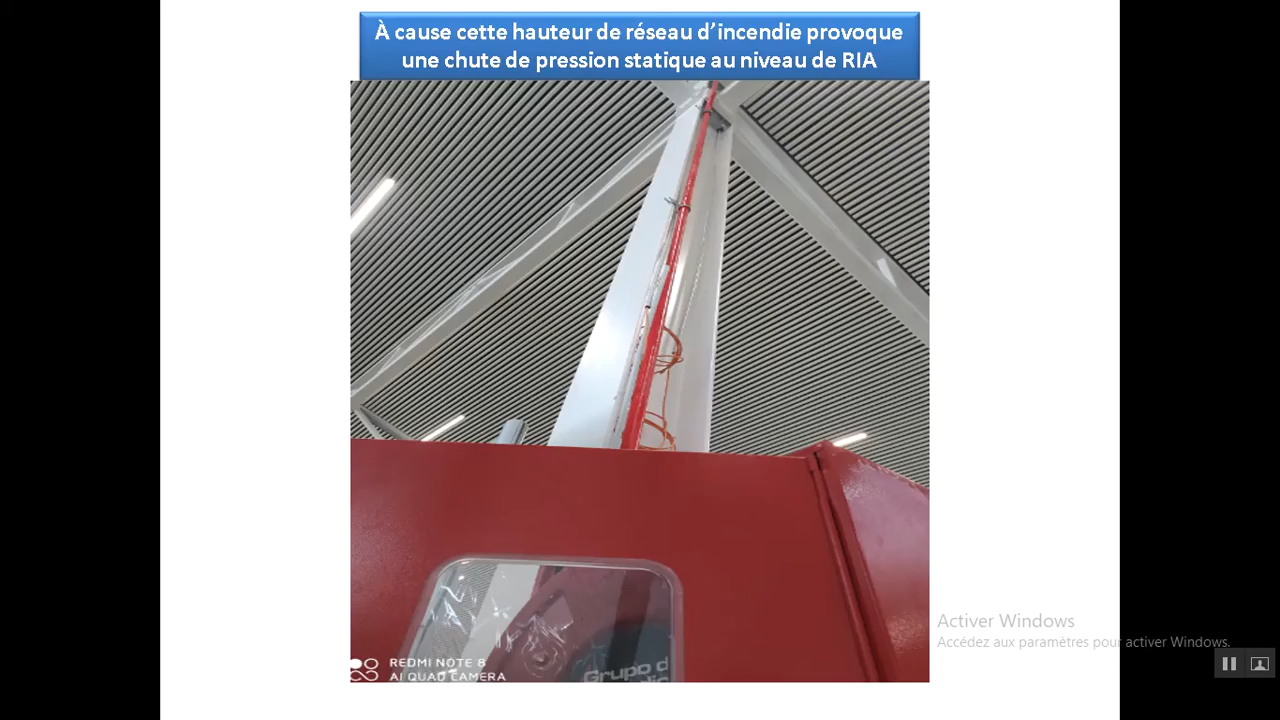 À cause cette hauteur de réseau d’incendie provoque
une chute de pression statique au niveau de RIA
Activer Windows
Accédez aux paramètres pour activer Windows.
REDMI NOTE 8
AI QUAD CAMERA
Grupo d